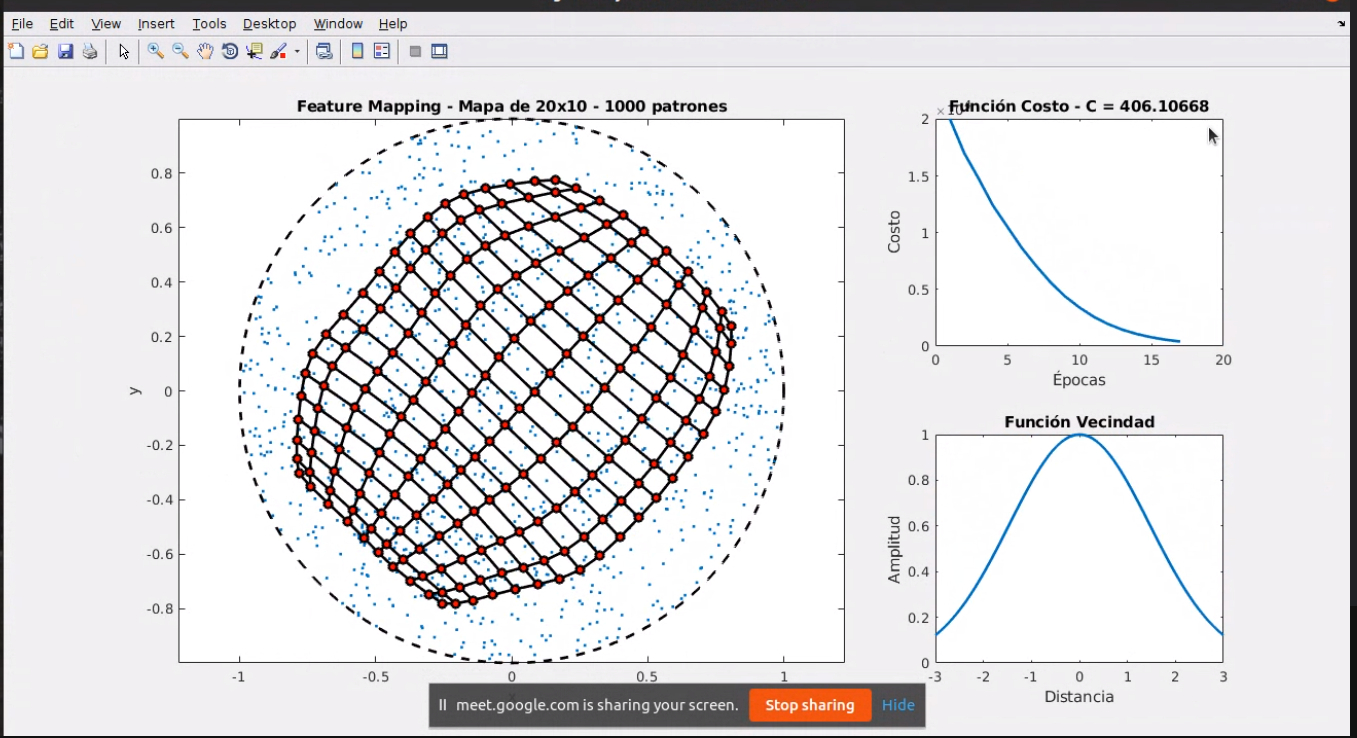 File Edit View Insert Tools Desktop Window Help
Feature Mapping - Mapa de 20x10 - 1000 patrones
0.8
0.6
0.4
0.2
0
-0.2
-0.4
-0.6
-0.8
y
-1 -0.5 0 0.5 1
Función Costo - C = 406.10668
2
1.5
1
0.5
0
Costo
0 5 10 15 20
Épocas
Función Vecindad
1
0.8
0.6
0.4
0.2
0
Amplitud
-3 -2 -1 0 1 2 3
Distancia
meet.google.com is sharing your screen. Stop sharing Hide